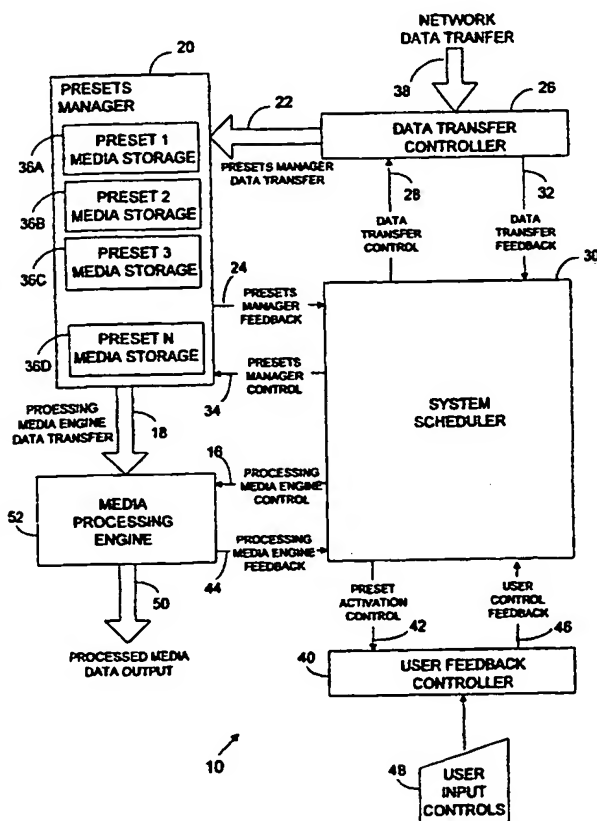 NETWORK
DATA TRANFER
38
20
PRESETS
MANAGER
22
26
DATA TRANSFER
CONTROLLER
PRESETS MANAGER
DATA TRANSFER
36A
PRESET 1
MEDIA STORAGE
36B
PRESET 2
MEDIA STORAGE
36C
PRESET 3
MEDIA STORAGE
36D
PRESET N
MEDIA STORAGE
28
DATA
TRANSFER
CONTROL
32
DATA
TRANSFER
FEEDBACK
30
24
PRESETS
MANAGER
FEEDBACK
PRESETS
MANAGER
CONTROL
34
SYSTEM
SCHEDULER
PROESSING
MEDIA ENGINE
DATA TRANSFER
18
16
PROCESSING
MEDIA ENGINE
CONTROL
52
MEDIA
PROCESSING
ENGINE
PROCESSING
MEDIA ENGINE
FEEDBACK
44
50
PROCESSED MEDIA
DATA OUTPUT
PRESET
ACTIVATION
CONTROL
42
USER
CONTROL
FEEDBACK
46
40
USER FEEDBACK
CONTROLLER
10
48
USER
INPUT
CONTROLS